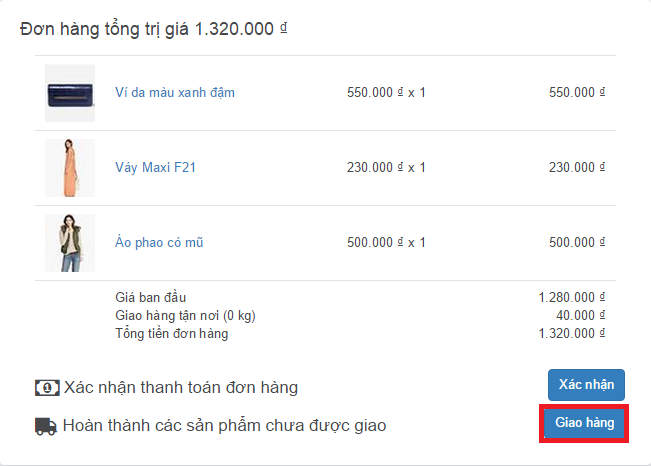 Đơn hàng tổng trị giá 1.320.000 ₫
Ví da màu xanh đậm 550.000 ₫ x 1 550.000 ₫
Váy Maxi F21 230.000 ₫ x 1 230.000 ₫
Áo phao có mũ 500.000 ₫ x 1 500.000 ₫
Giá ban đầu 1.280.000 ₫
Giao hàng tận nơi (0 kg) 40.000 ₫
Tổng tiền đơn hàng 1.320.000 ₫
Xác nhận thanh toán đơn hàng Xác nhận
Hoàn thành các sản phẩm chưa được giao Giao hàng